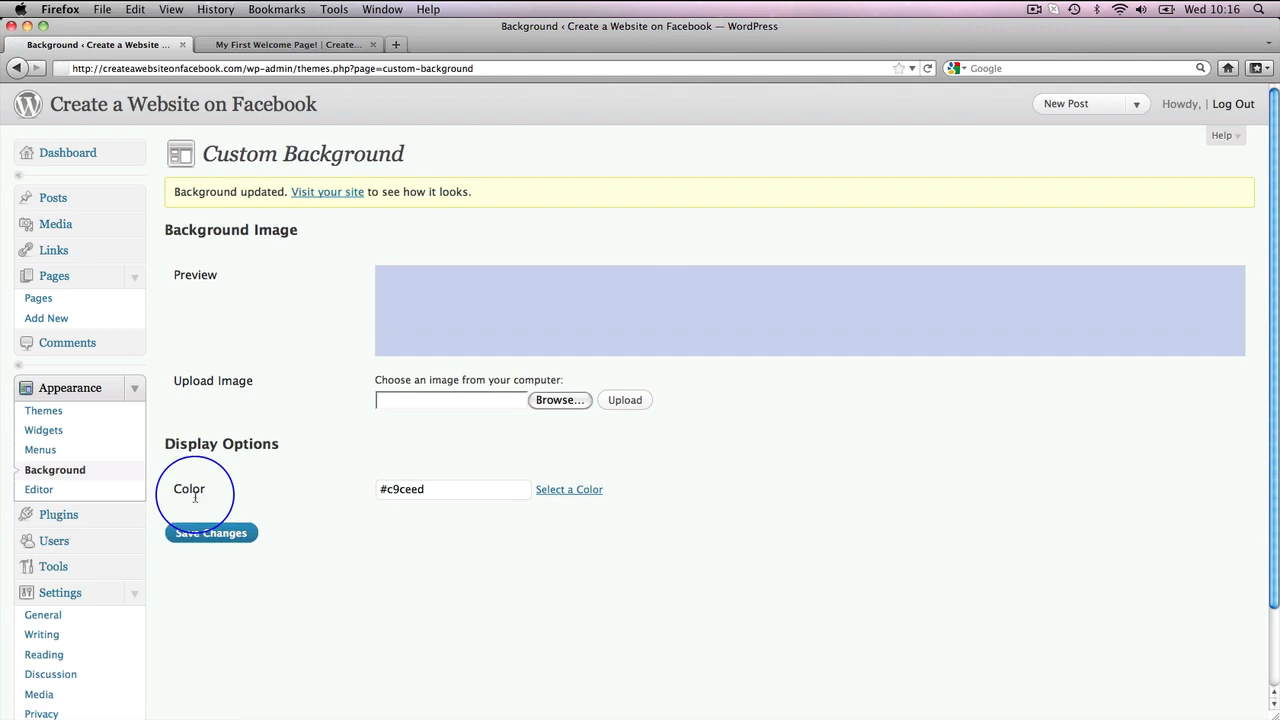 Firefox File Edit View History Bookmarks Tools Window Help Wed 10:16
Background ‹ Create a Website on Facebook — WordPress
Background ‹ Create a Website ... My First Welcome Page! | Create...
http://createawebsiteonfacebook.com/wp-admin/themes.php?page=custom-background Google
Create a Website on Facebook New Post Howdy, | Log Out
Help
Dashboard
Custom Background
Background updated. Visit your site to see how it looks.
Posts
Media
Links
Pages
Pages
Add New
Comments
Appearance
Themes
Widgets
Menus
Background
Editor
Plugins
Users
Tools
Settings
General
Writing
Reading
Discussion
Media
Privacy
Background Image
Preview
Upload Image Choose an image from your computer:
Browse... Upload
Display Options
Color #c9ceed Select a Color
Save Changes